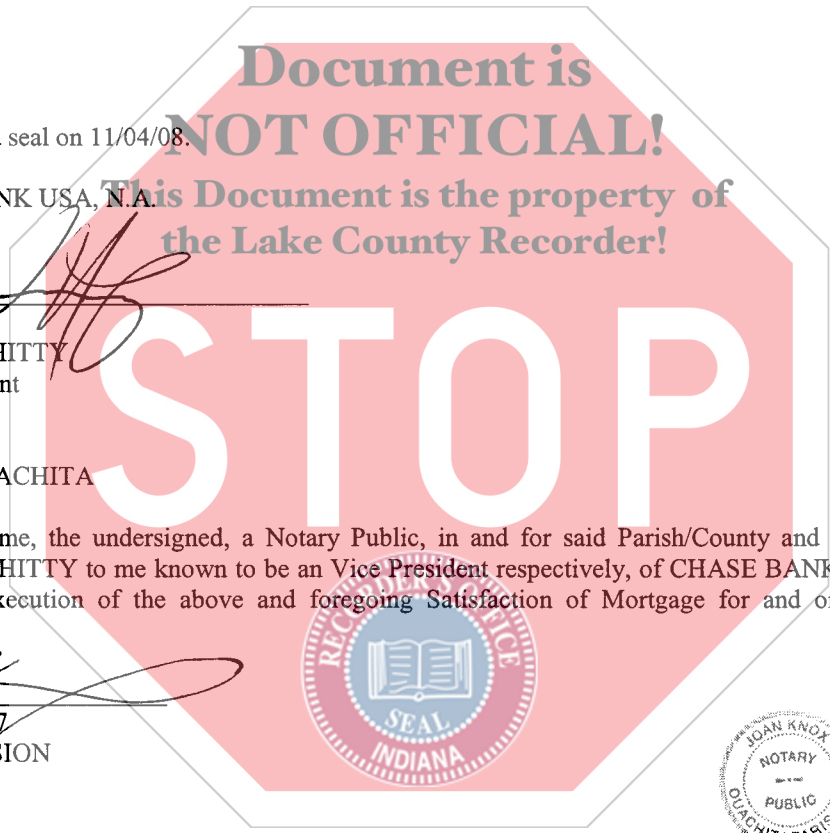 Document is
NOT OFFICIAL!
seal on 11/04/08.
This Document is the property of
NK USA, N.A.
the Lake County Recorder!
STOP
HITTY
nt
ACHITA
me, the undersigned, a Notary Public, in and for said Parish/County and
HITTY to me known to be an Vice President respectively, of CHASE BANK
xecution of the above and foregoing Satisfaction of Mortgage for and o
RECORDER'S OFFICE
SEAL
INDIANA
7
SION
JOAN KNOX
NOTARY
PUBLIC
OUACHITA PARIS